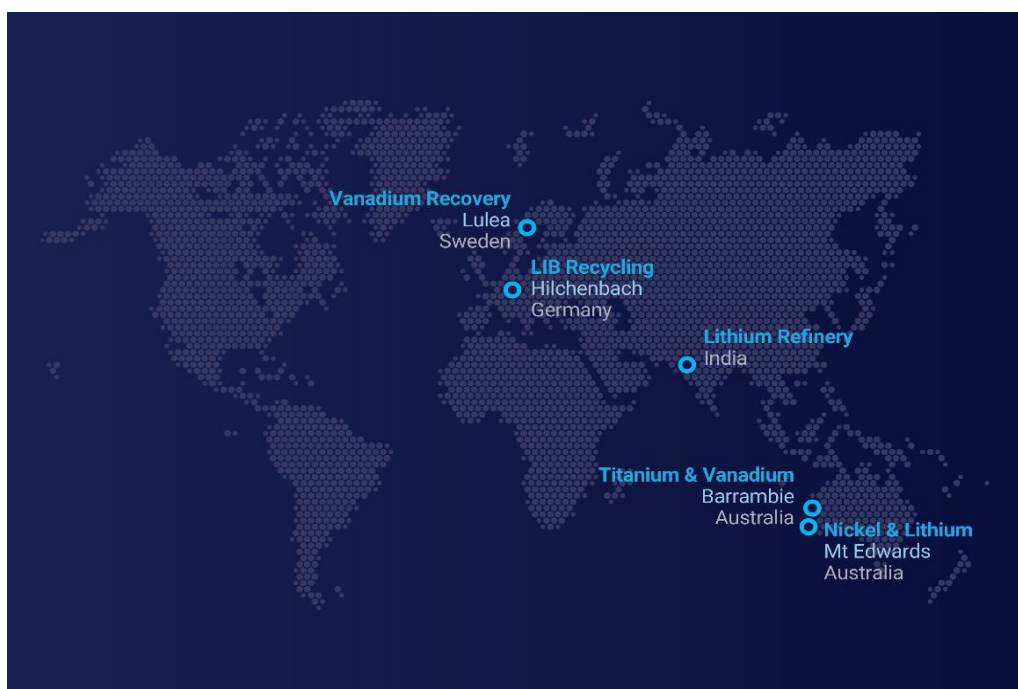 Vanadium Recovery
Lulea
Sweden
LIB Recycling
Hilchenbach
Germany
Lithium Refinery
India
Titanium & Vanadium
Barrambie
Australia
Nickel & Lithium
Mt Edwards
Australia